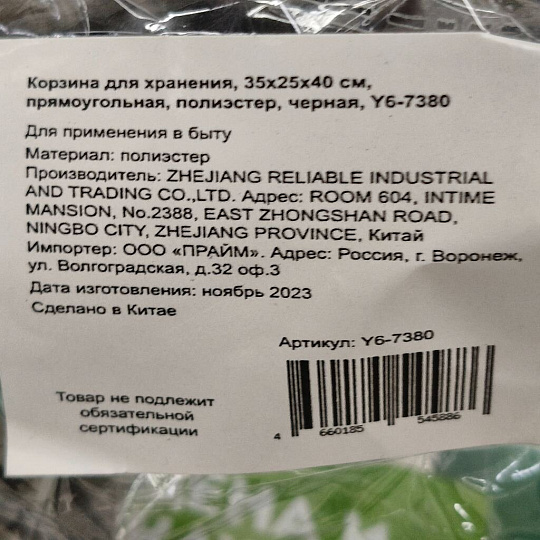 Корзина для хранения, 35х25х40 см,
прямоугольная, полиэстер, черная, Y6-7380
Для применения в быту
Материал: полиэстер
Производитель: ZHEJIANG RELIABLE INDUSTRIAL
AND TRADING CO.,LTD. Адрес: ROOM 604, INTIME
MANSION, No.2388, EAST ZHONGSHAN ROAD,
NINGBO CITY, ZHEJIANG PROVINCE, Китай
Импортер: ООО «ПРАЙМ». Адрес: Россия, г. Воронеж,
ул. Волгоградская, д.32 оф.3
Дата изготовления: ноябрь 2023
Сделано в Китае
Артикул: Y6-7380
Товар не подлежит
обязательной
сертификации
4 660185 545886